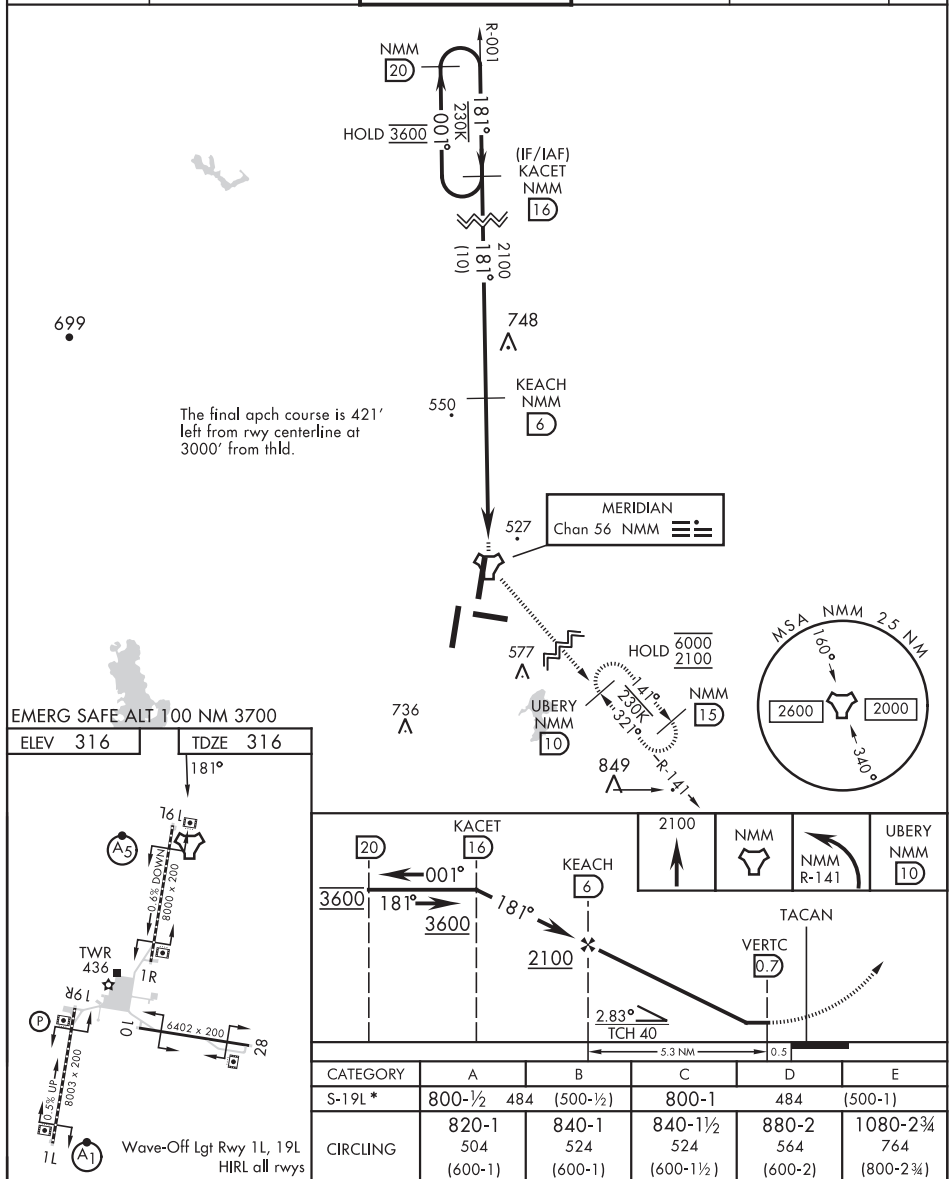 NMM
20
R-001
181°
230K
001°
HOLD 3600
(IF/IAF)
KACET
NMM
16
2100
181°
(10)
699
748
KEACH
NMM
6
550
The final apch course is 421'
left from rwy centerline at
3000' from thld.
MERIDIAN
Chan 56 NMM
527
577
HOLD 6000
2100
141°
230K
321°
NMM
15
UBERY
NMM
10
736
849
R-141
MSA NMM 25 NM
160°
2600
2000
340°
EMERG SAFE ALT 100 NM 3700
ELEV 316
TDZE 316
181°
19L
A5
0.6% DOWN
8000 x 200
TWR
436
1R
19R
P
10
6402 x 200
28
0.5% UP
8003 x 200
1L
A1
Wave-Off Lgt Rwy 1L, 19L
HIRL all rwys
20
KACET
16
001°
3600
181°
3600
181°
KEACH
6
2100
2.83°
TCH 40
5.3 NM
0.5
VERTC
0.7
TACAN
2100
NMM
NMM
R-141
UBERY
NMM
10
CATEGORY A B C D E
S-19L * 800-½ 484 (500-½) 800-1 484 (500-1)
CIRCLING
820-1 840-1 840-1½ 880-2 1080-2¾
504 524 524 564 764
(600-1) (600-1) (600-1½) (600-2) (800-2¾)